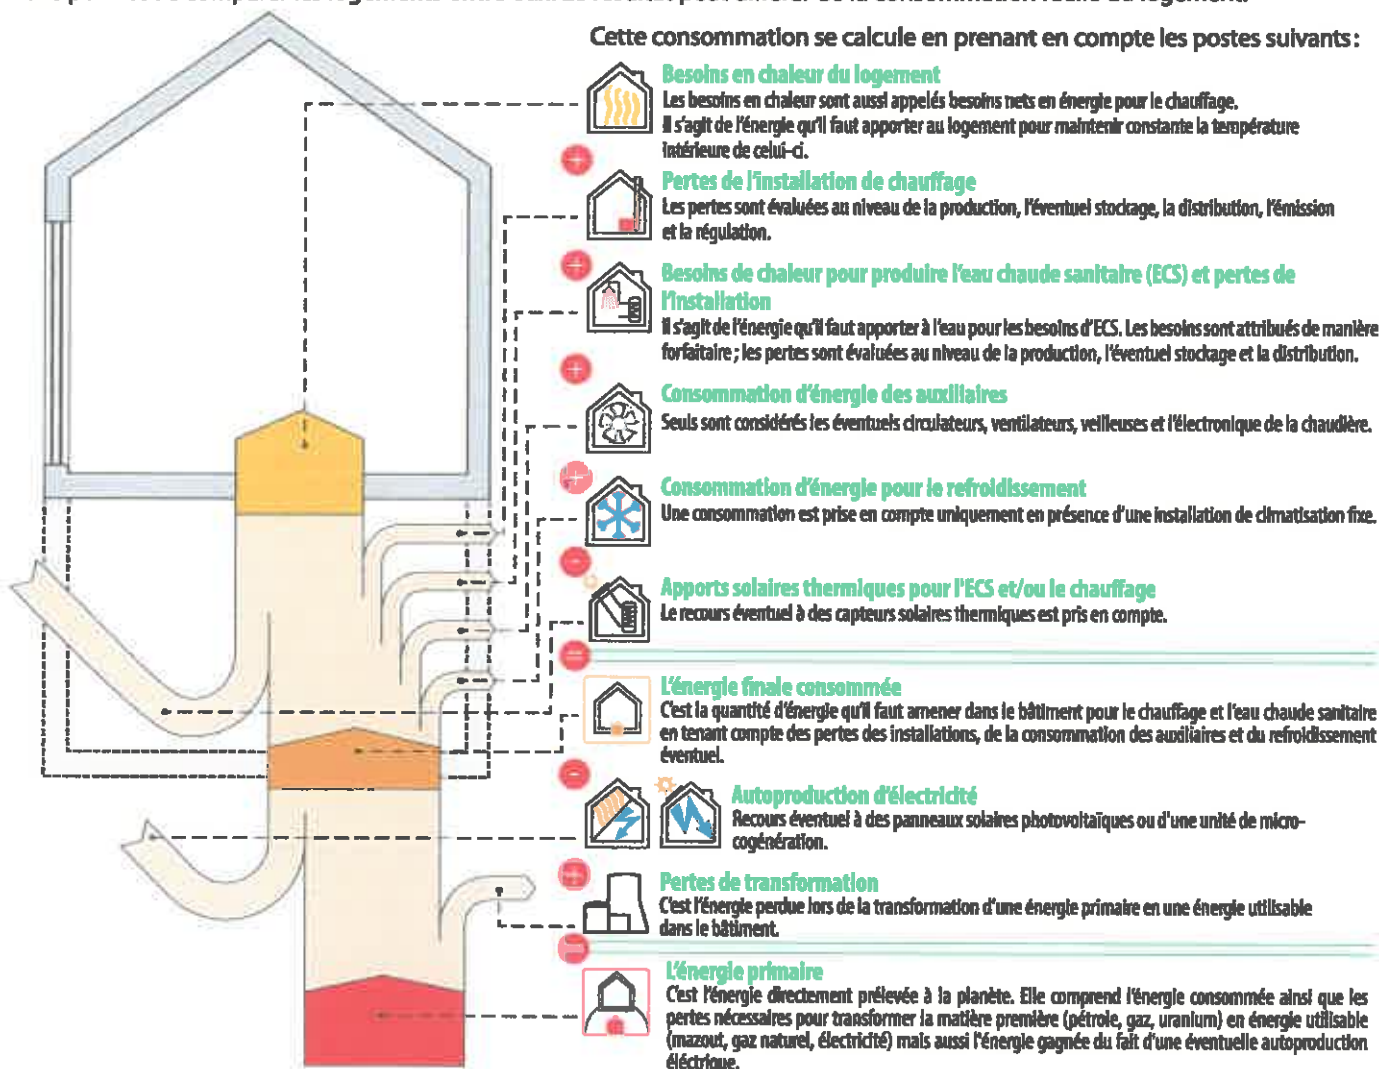 comparer les logements entre eux
du logement.
Cette consommation se calcule en prenant en compte les postes suivants :
Besoins en chaleur du logement
Les besoins en chaleur sont aussi appelés besoins nets en énergie pour le chauffage.
Il s'agit de l'énergie qu'il faut apporter au logement pour maintenir constante la température
intérieure de celui-ci.
+
Pertes de l'installation de chauffage
Les pertes sont évaluées au niveau de la production, l'éventuel stockage, la distribution, l'émission
et la régulation.
+
Besoins de chaleur pour produire l'eau chaude sanitaire (ECS) et pertes de
l'installation
Il s'agit de l'énergie qu'il faut apporter à l'eau pour les besoins d'ECS. Les besoins sont attribués de manière
forfaitaire ; les pertes sont évaluées au niveau de la production, l'éventuel stockage et la distribution.
+
Consommation d'énergie des auxiliaires
Seuls sont considérés les éventuels circulateurs, ventilateurs, veilleuses et l'électronique de la chaudière.
+
Consommation d'énergie pour le refroidissement
Une consommation est prise en compte uniquement en présence d'une installation de climatisation fixe.
-
Apports solaires thermiques pour l'ECS et/ou le chauffage
Le recours éventuel à des capteurs solaires thermiques est pris en compte.
=
L'énergie finale consommée
C'est la quantité d'énergie qu'il faut amener dans le bâtiment pour le chauffage et l'eau chaude sanitaire
en tenant compte des pertes des installations, de la consommation des auxiliaires et du refroidissement
éventuel.
-
Autoproduction d'électricité
Recours éventuel à des panneaux solaires photovoltaïques ou d'une unité de micro-
cogénération.
+
Pertes de transformation
C'est l'énergie perdue lors de la transformation d'une énergie primaire en une énergie utilisable
dans le bâtiment.
=
L'énergie primaire
C'est l'énergie directement prélevée à la planète. Elle comprend l'énergie consommée ainsi que les
pertes nécessaires pour transformer la matière première (pétrole, gaz, uranium) en énergie utilisable
(mazout, gaz naturel, électricité) mais aussi l'énergie gagnée du fait d'une éventuelle autoproduction
éléctrique.